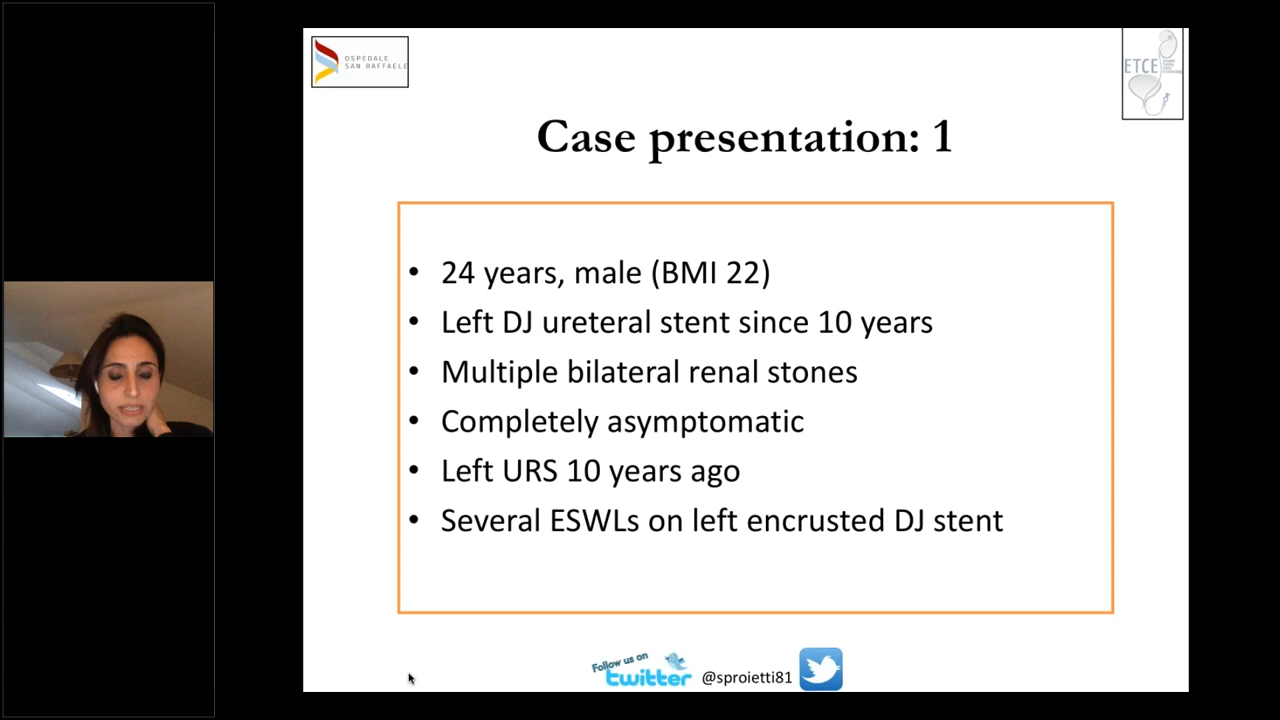 OSPEDALE
SAN RAFFAELE
ETCE
Case presentation: 1
• 24 years, male (BMI 22)
• Left DJ ureteral stent since 10 years
• Multiple bilateral renal stones
• Completely asymptomatic
• Left URS 10 years ago
• Several ESWLs on left encrusted DJ stent
Follow us on
twitter
@sproietti81